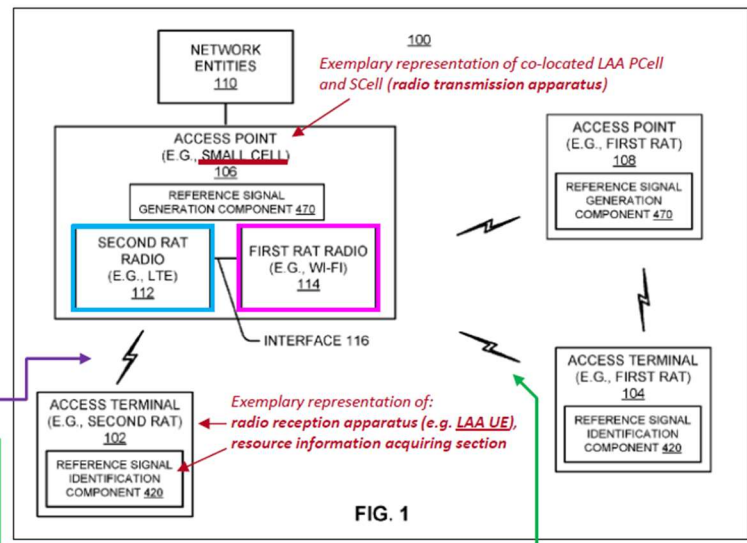 100
NETWORK
ENTITIES
110
Exemplary representation of co-located LAA PCell
and SCell (radio transmission apparatus)
ACCESS POINT
(E.G., SMALL CELL)
106
REFERENCE SIGNAL
GENERATION COMPONENT 470
SECOND RAT
RADIO
(E.G., LTE)
112
FIRST RAT RADIO
(E.G., WI-FI)
114
INTERFACE 116
ACCESS POINT
(E.G., FIRST RAT)
108
REFERENCE SIGNAL
GENERATION
COMPONENT 470
ACCESS TERMINAL
(E.G., SECOND RAT)
102
REFERENCE SIGNAL
IDENTIFICATION
COMPONENT 420
Exemplary representation of:
radio reception apparatus (e.g. LAA UE),
resource information acquiring section
ACCESS TERMINAL
(E.G., FIRST RAT)
104
REFERENCE SIGNAL
IDENTIFICATION
COMPONENT 420
FIG. 1